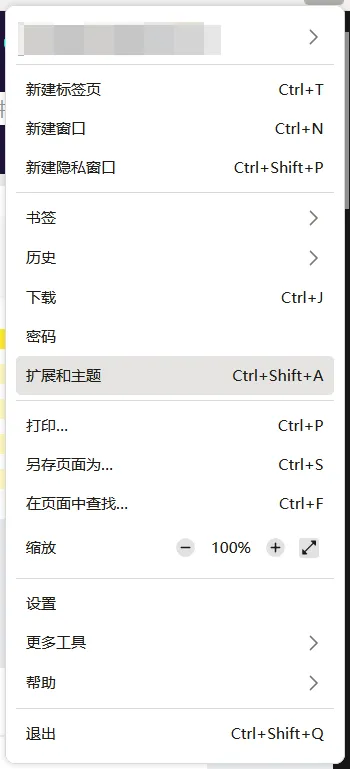 新建标签页 Ctrl+T
新建窗口 Ctrl+N
新建隐私窗口 Ctrl+Shift+P
书签
历史
下载 Ctrl+J
密码
扩展和主题 Ctrl+Shift+A
打印... Ctrl+P
另存页面为... Ctrl+S
在页面中查找... Ctrl+F
缩放 − 100% +
设置
更多工具
帮助
退出 Ctrl+Shift+Q